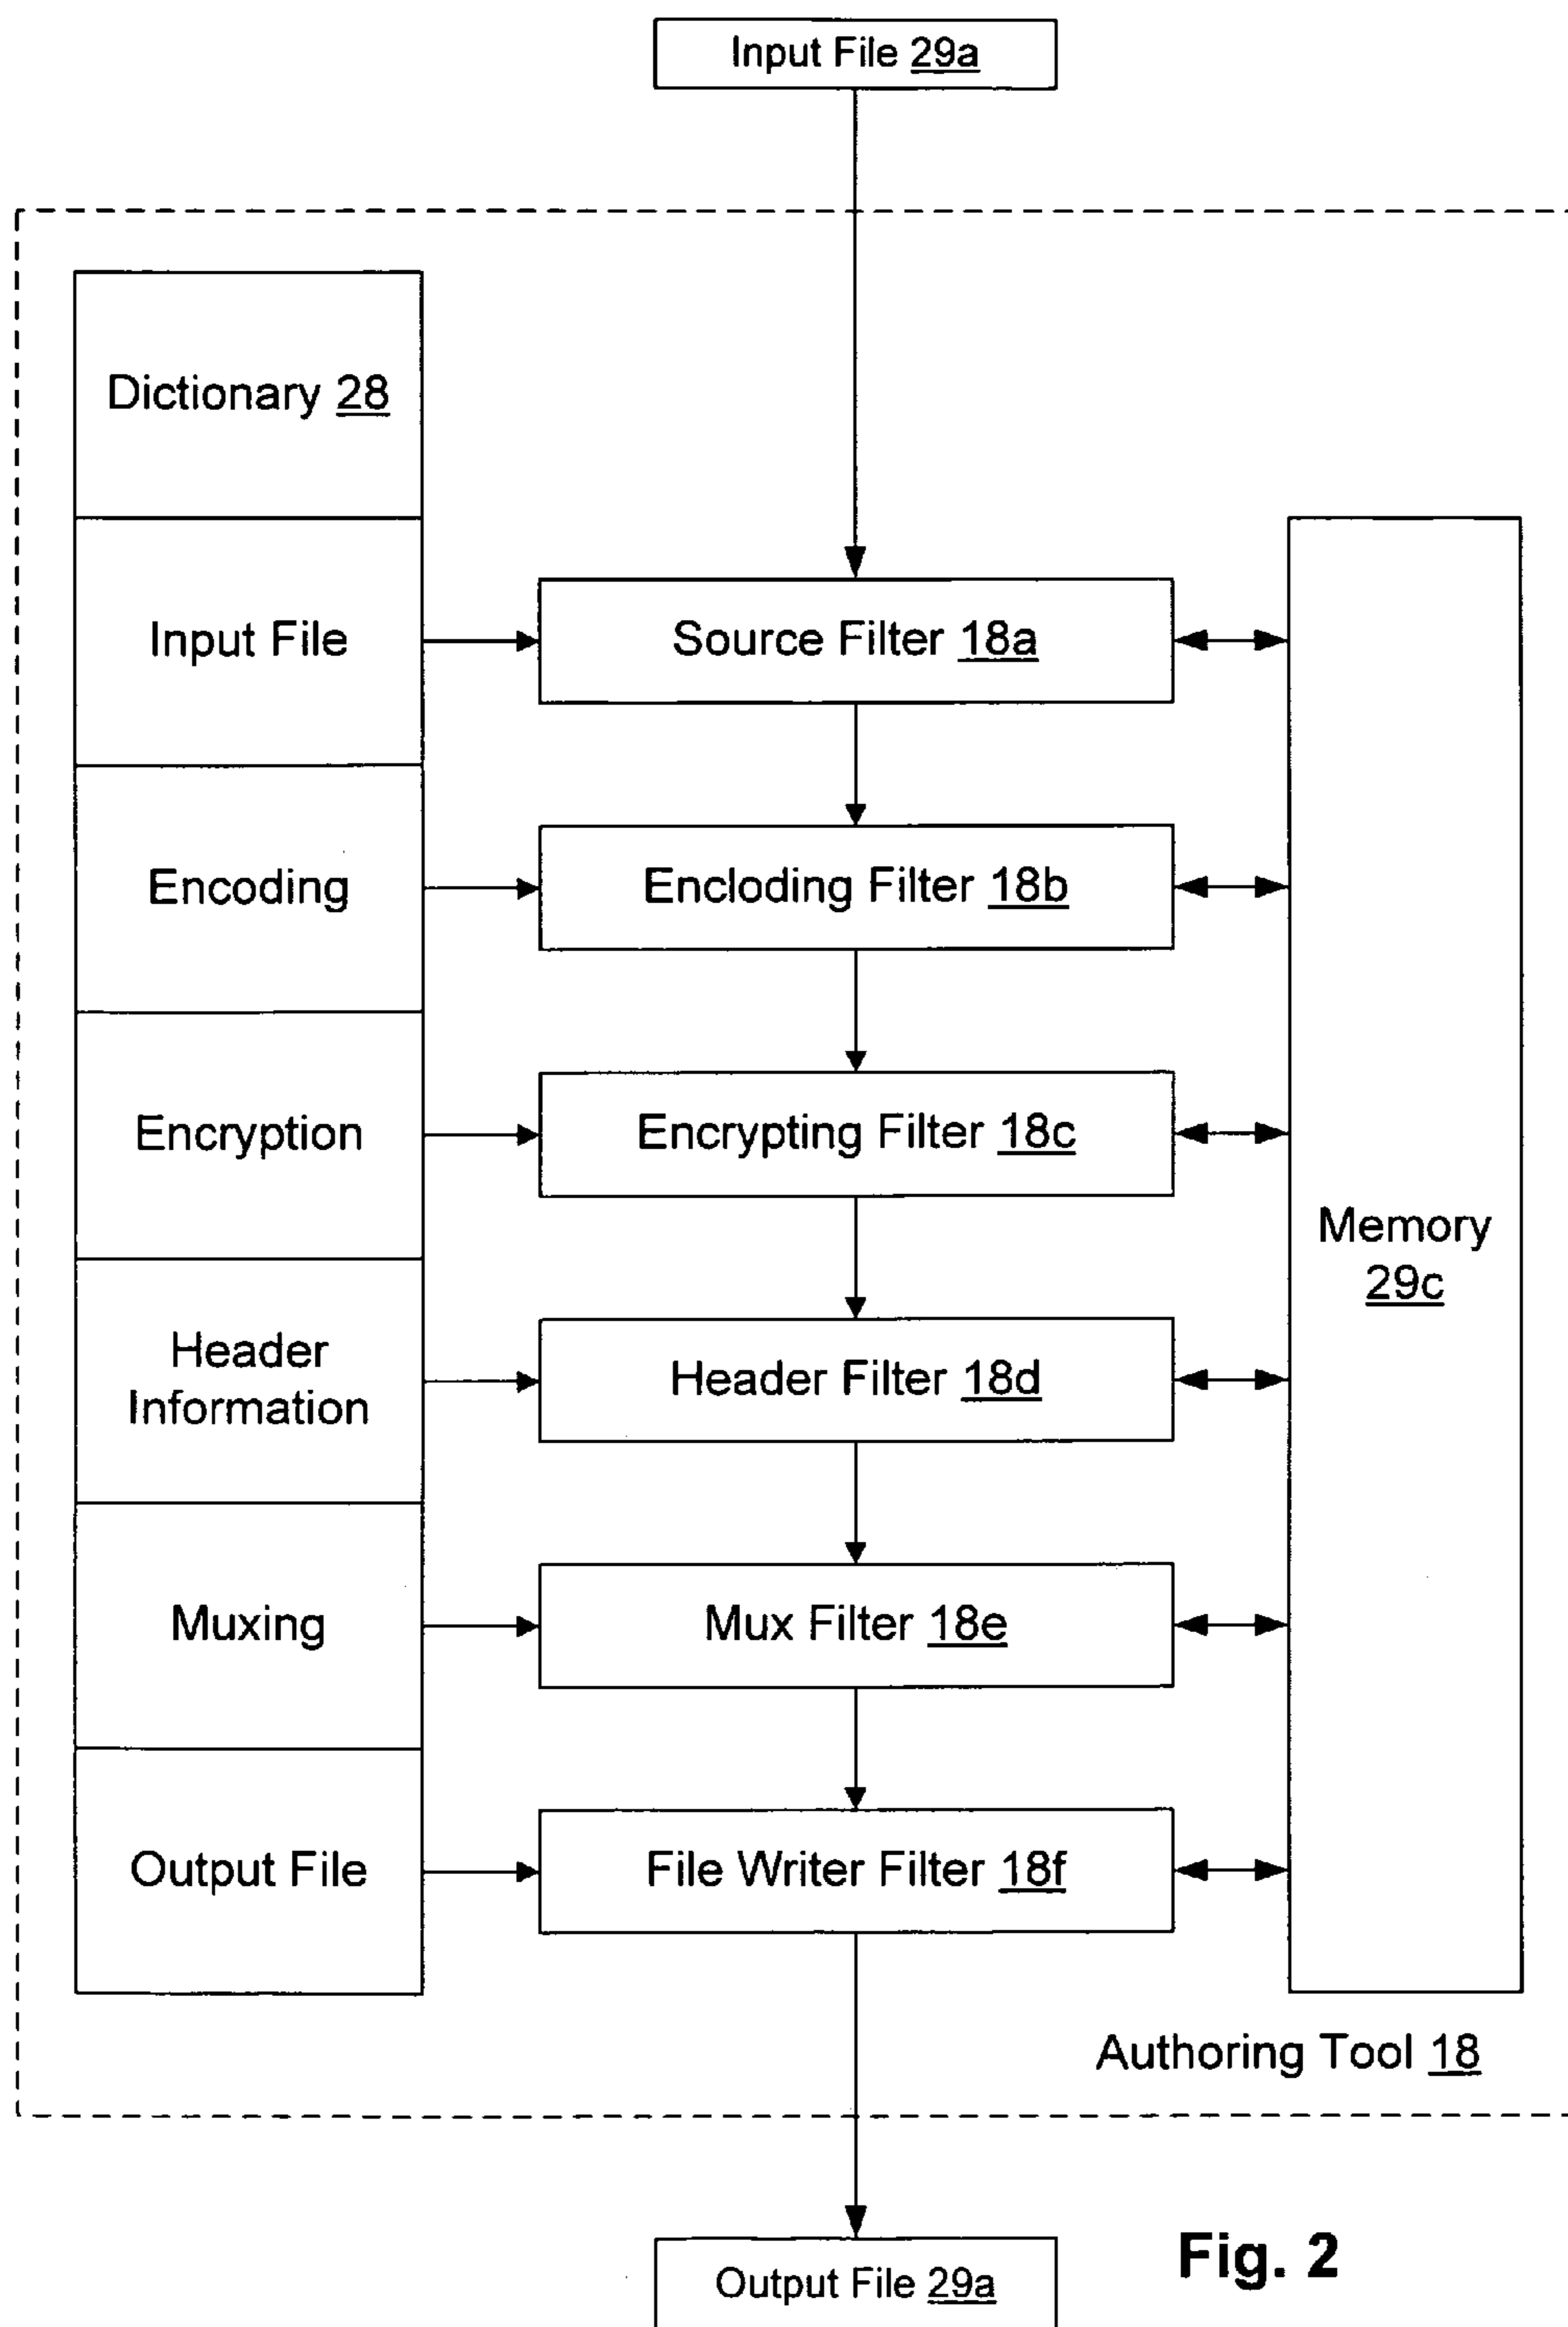 Input File 29a
Dictionary 28
Input File
Source Filter 18a
Encoding
Encloding Filter 18b
Encryption
Encrypting Filter 18c
Memory
29c
Header
Information
Header Filter 18d
Muxing
Mux Filter 18e
Output File
File Writer Filter 18f
Authoring Tool 18
Output File 29a
Fig. 2